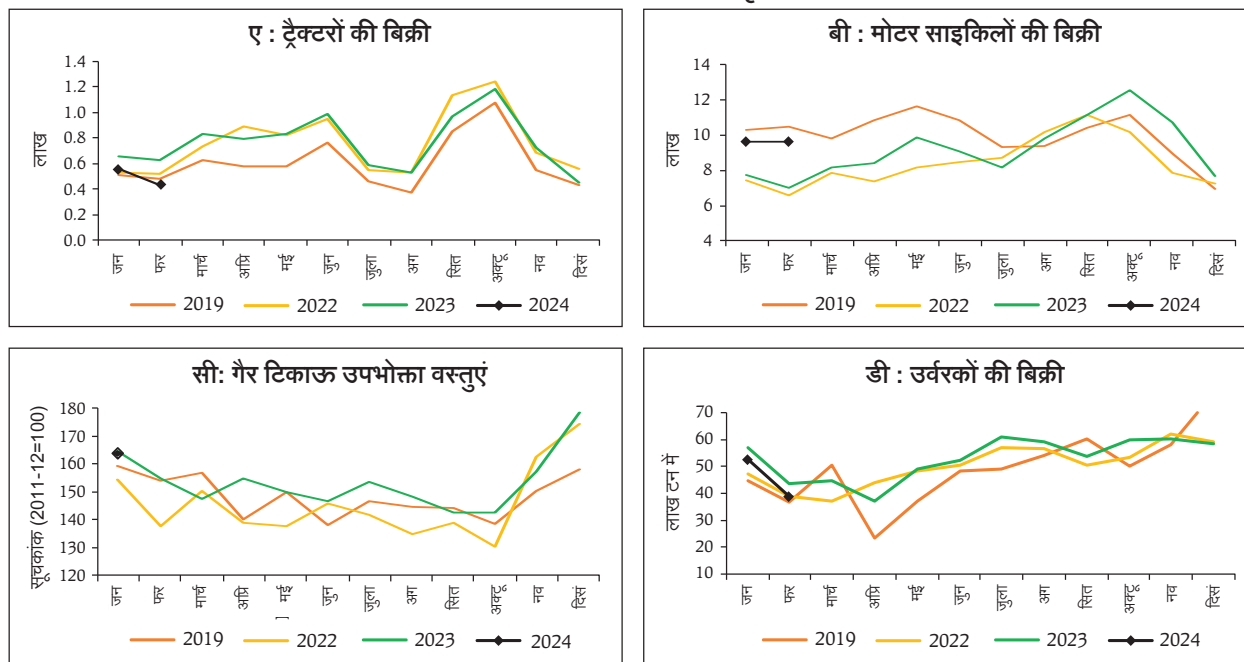 ए : ट्रैक्टरों की बिक्री
लाख
1.4
1.2
1.0
0.8
0.6
0.4
0.2
0.0
जन फर मार्च अप्रि मई जुन जुला अग सित अक्टू नव दिसं
2019 2022 2023 2024
बी : मोटर साइकिलों की बिक्री
लाख
14
12
10
8
6
4
जन फर मार्च अप्रि मई जुन जुला अग सित अक्टू नव दिसं
2019 2022 2023 2024
सी: गैर टिकाऊ उपभोक्ता वस्तुएं
सूचकांक (2011-12=100)
180
170
160
150
140
130
120
जन फर मार्च अप्रि मई जुन जुला अग सित अक्टू नव दिसं
]
2019 2022 2023 2024
डी : उर्वरकों की बिक्री
लाख टन में
70
60
50
40
30
20
10
जन फर मार्च अप्रि मई जुन जुला अग सित अक्टू नव दिसं
2019 2022 2023 2024